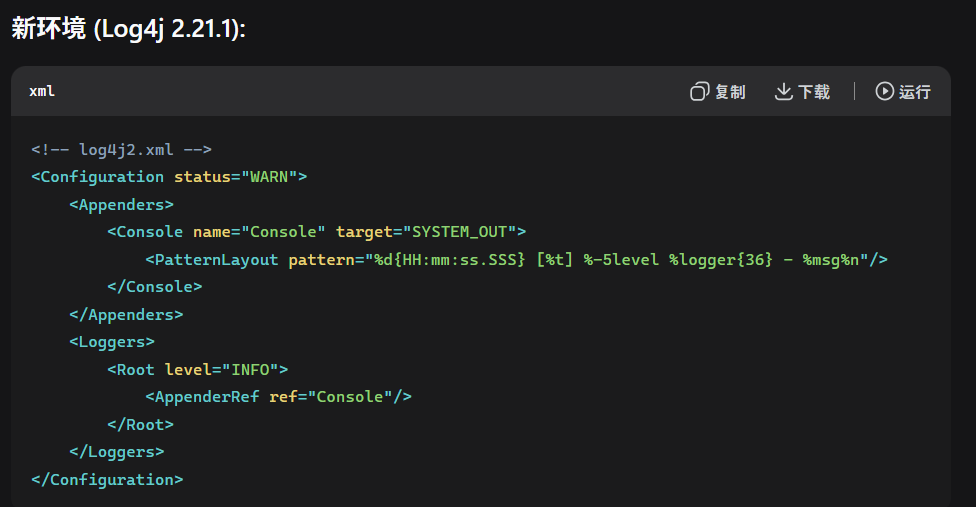 新环境 (Log4j 2.21.1):
xml
复制
下载
运行
<!-- log4j2.xml -->
<Configuration status="WARN">
    <Appenders>
        <Console name="Console" target="SYSTEM_OUT">
            <PatternLayout pattern="%d{HH:mm:ss.SSS} [%t] %-5level %logger{36} - %msg%n"/>
        </Console>
    </Appenders>
    <Loggers>
        <Root level="INFO">
            <AppenderRef ref="Console"/>
        </Root>
    </Loggers>
</Configuration>